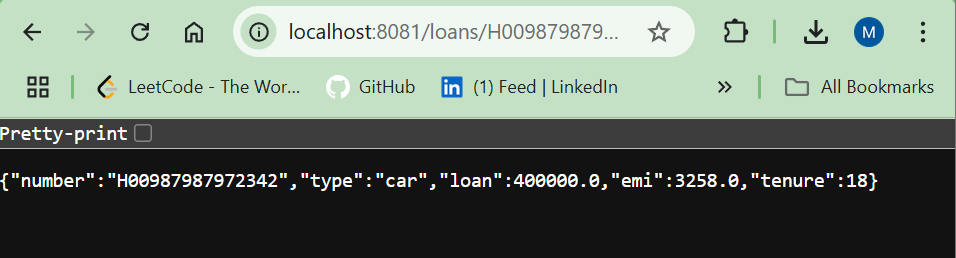 localhost:8081/loans/H009879879...
M
LeetCode - The Wor...
GitHub
in
(1) Feed | LinkedIn
»
All Bookmarks
Pretty-print
{"number":"H00987987972342","type":"car","loan":400000.0,"emi":3258.0,"tenure":18}